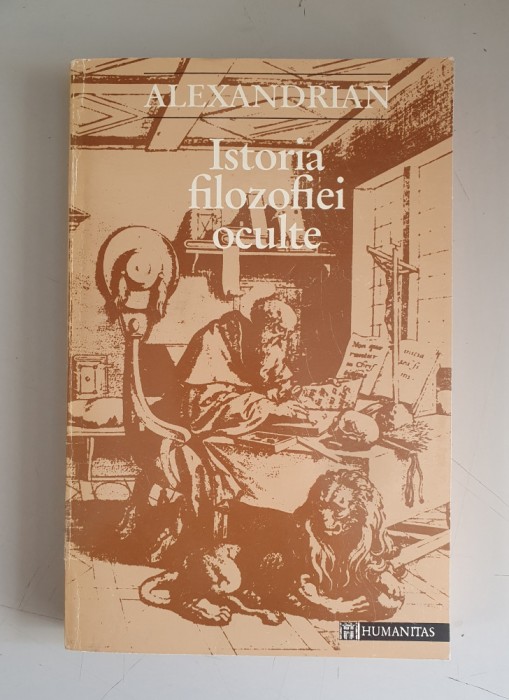 ALEXANDRIAN
Istoria
filozofiei
oculte
HUMANITAS